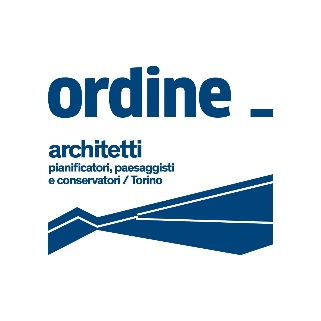 ordine _
architetti
pianificatori, paesaggisti
e conservatori / Torino